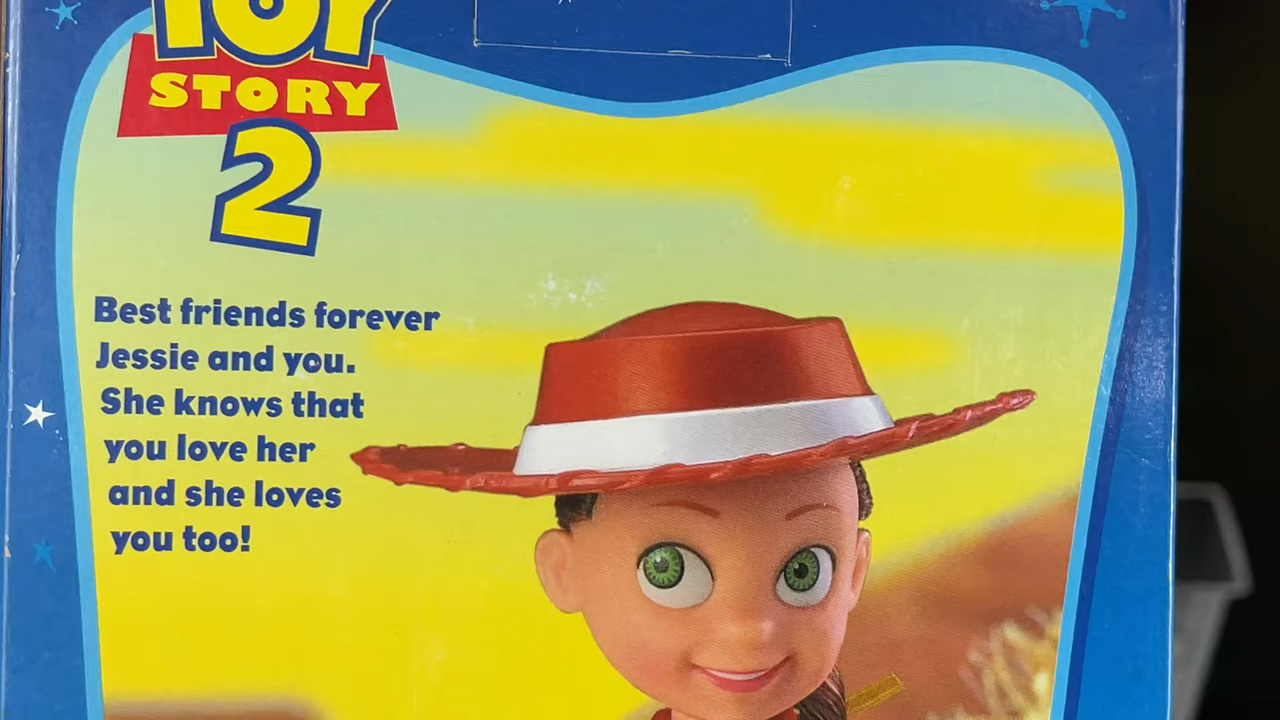 TOY
STORY
2
Best friends forever
Jessie and you.
She knows that
you love her
and she loves
you too!